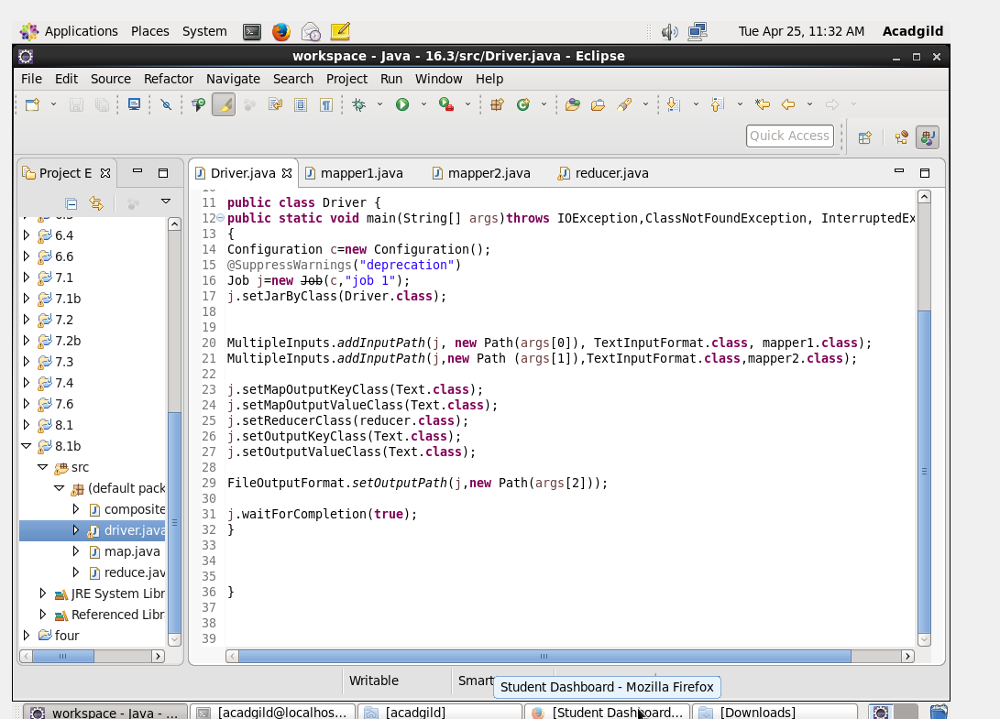 Applications Places System Tue Apr 25, 11:32 AM Acadgild
workspace - Java - 16.3/src/Driver.java - Eclipse
File Edit Source Refactor Navigate Search Project Run Window Help
Quick Access
Project E
Driver.java mapper1.java mapper2.java reducer.java
6.4
6.6
7.1
7.1b
7.2
7.2b
7.3
7.4
7.6
8.1
8.1b
src
(default pack
composite
driver.java
map.java
reduce.jav
JRE System Libr
Referenced Libr
four
11 public class Driver {
12 public static void main(String[] args)throws IOException,ClassNotFoundException, InterruptedEx
13 {
14 Configuration c=new Configuration();
15 @SuppressWarnings("deprecation")
16 Job j=new Job(c,"job 1");
17 j.setJarByClass(Driver.class);
18
19
20 MultipleInputs.addInputPath(j, new Path(args[0]), TextInputFormat.class, mapper1.class);
21 MultipleInputs.addInputPath(j,new Path (args[1]),TextInputFormat.class,mapper2.class);
22
23 j.setMapOutputKeyClass(Text.class);
24 j.setMapOutputValueClass(Text.class);
25 j.setReducerClass(reducer.class);
26 j.setOutputKeyClass(Text.class);
27 j.setOutputValueClass(Text.class);
28
29 FileOutputFormat.setOutputPath(j,new Path(args[2]));
30
31 j.waitForCompletion(true);
32 }
33
34
35
36 }
37
38
39
Writable Smart
Student Dashboard - Mozilla Firefox
workspace - Java - ... [acadgild@localhos... [acadgild] [Student Dashboard... [Downloads]